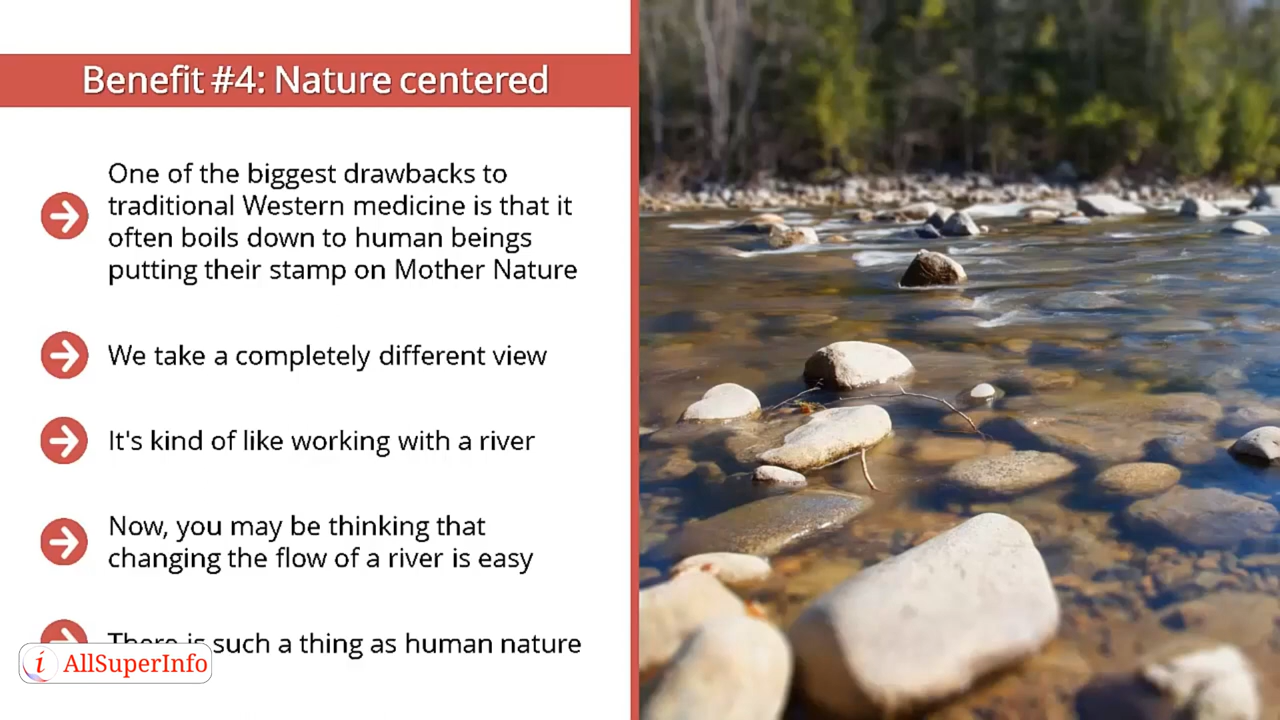 Benefit #4: Nature centered
One of the biggest drawbacks to
traditional Western medicine is that it
often boils down to human beings
putting their stamp on Mother Nature
We take a completely different view
It's kind of like working with a river
Now, you may be thinking that
changing the flow of a river is easy
There is such a thing as human nature
i AllSuperInfo